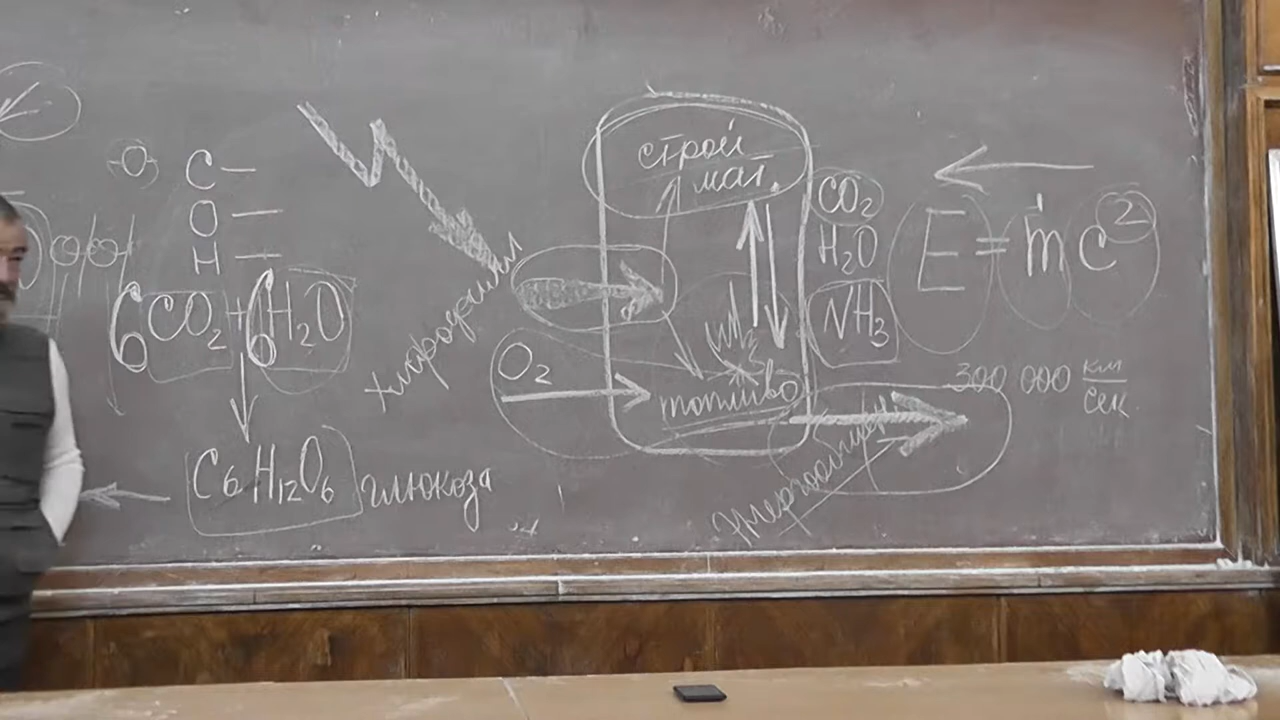 C —
O —
H —
6CO₂ + 6H₂O
C₆H₁₂O₆ глюкоза
хлорофилл
строй
мат.
O₂
топливо
CO₂
H₂O
NH₃
E = mc²
300 000 км/сек.